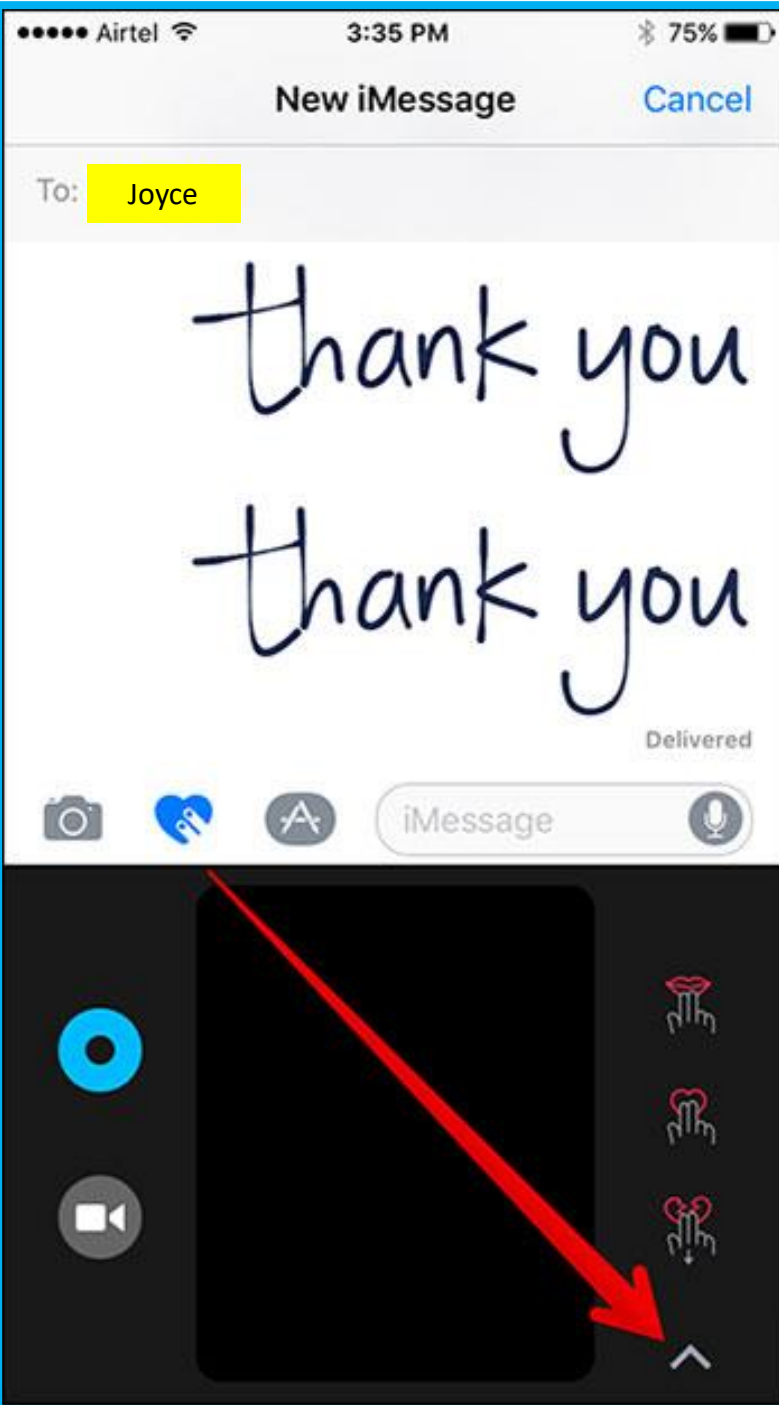 Airtel 3:35 PM 75%
New iMessage Cancel
To: Joyce
thank you
thank you
Delivered
iMessage